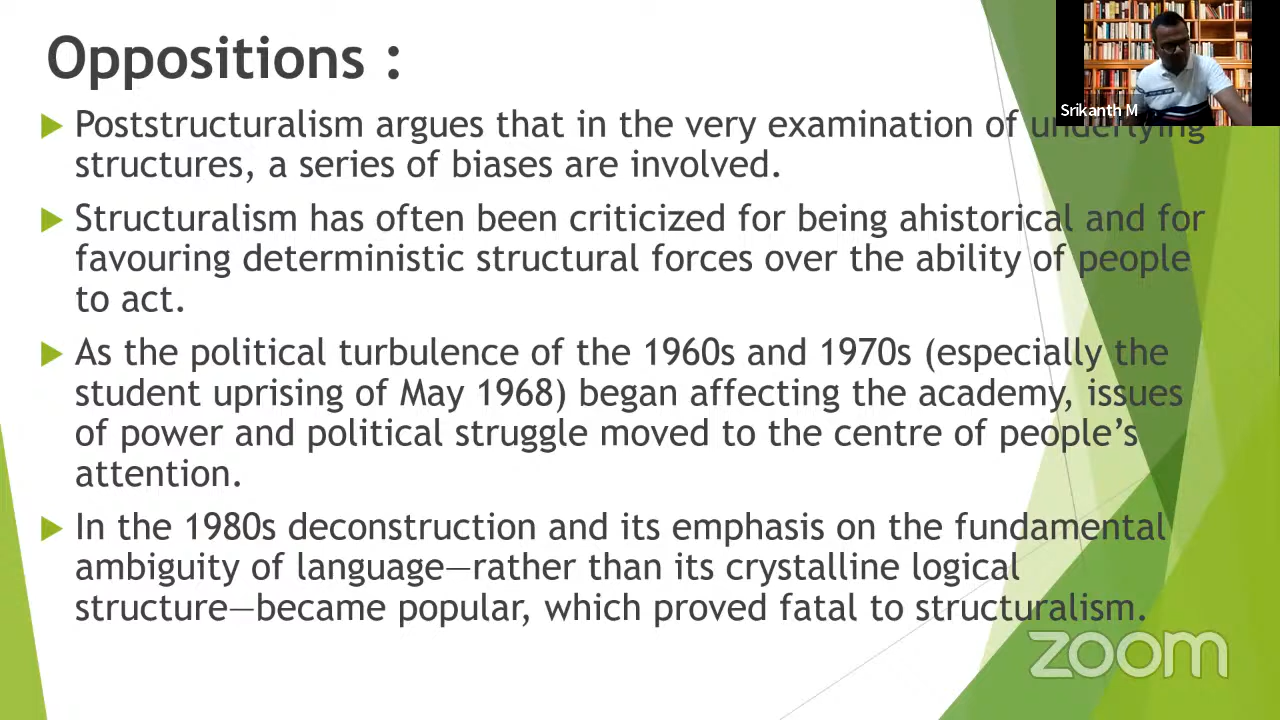 Oppositions :
Poststructuralism argues that in the very examination of underlying
structures, a series of biases are involved.
Structuralism has often been criticized for being ahistorical and for
favouring deterministic structural forces over the ability of people
to act.
As the political turbulence of the 1960s and 1970s (especially the
student uprising of May 1968) began affecting the academy, issues
of power and political struggle moved to the centre of people’s
attention.
In the 1980s deconstruction and its emphasis on the fundamental
ambiguity of language—rather than its crystalline logical
structure—became popular, which proved fatal to structuralism.
Srikanth M
zoom